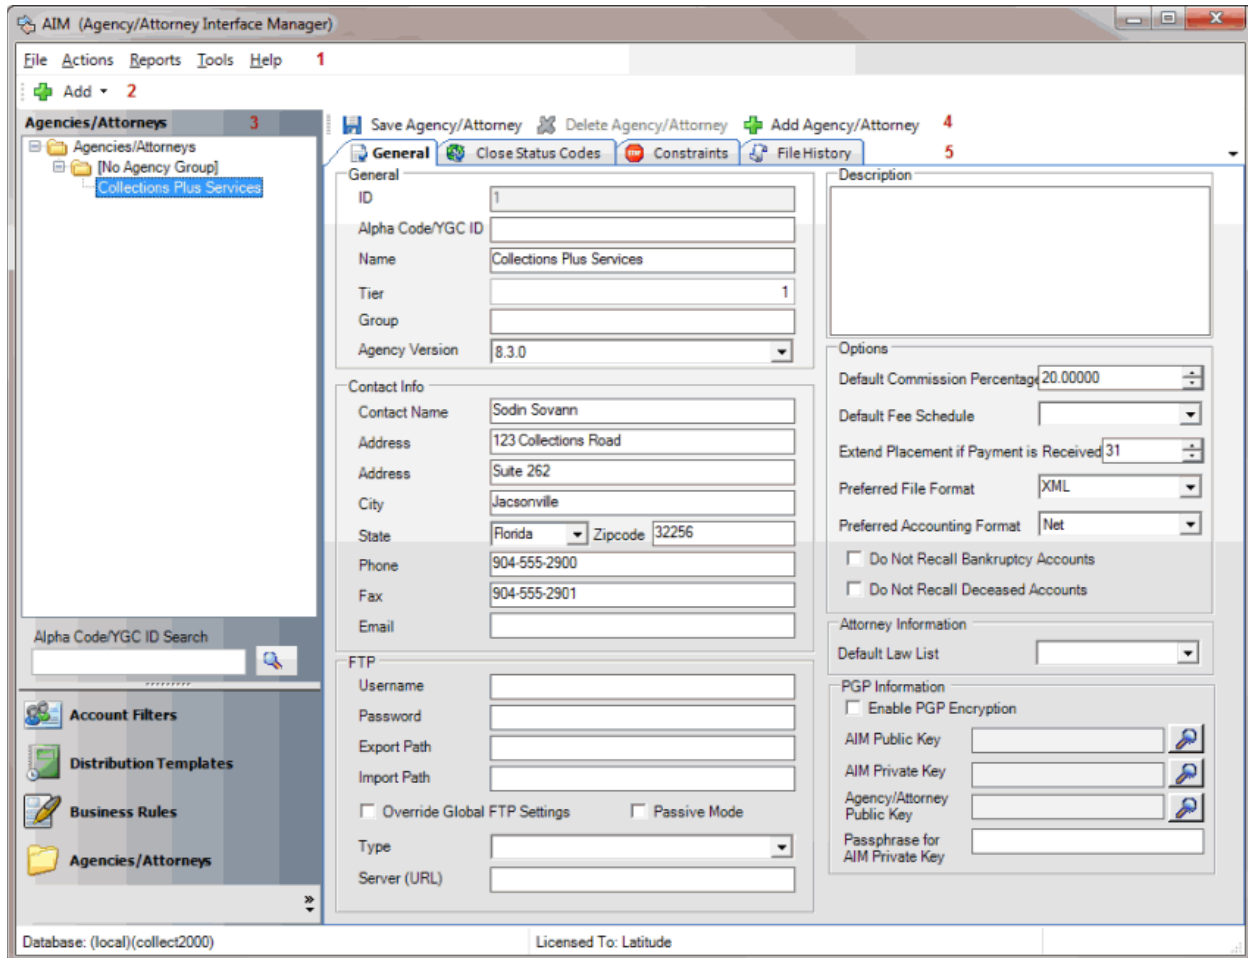 AIM (Agency/Attorney Interface Manager)
File Actions Reports Tools Help 1
Add 2
Agencies/Attorneys 3
Agencies/Attorneys
[No Agency Group]
Collections Plus Services
Alpha Code/YGC ID Search
Account Filters
Distribution Templates
Business Rules
Agencies/Attorneys
»
Save Agency/Attorney Delete Agency/Attorney Add Agency/Attorney 4
General Close Status Codes Constraints File History 5
General
ID 1
Alpha Code/YGC ID
Name Collections Plus Services
Tier 1
Group
Agency Version 8.3.0
Contact Info
Contact Name Sodin Sovann
Address 123 Collections Road
Address Suite 262
City Jacsonville
State Florida Zipcode 32256
Phone 904-555-2900
Fax 904-555-2901
Email
FTP
Username
Password
Export Path
Import Path
Override Global FTP Settings Passive Mode
Type
Server (URL)
Description
Options
Default Commission Percentage 20.00000
Default Fee Schedule
Extend Placement if Payment is Received 31
Preferred File Format XML
Preferred Accounting Format Net
Do Not Recall Bankruptcy Accounts
Do Not Recall Deceased Accounts
Attorney Information
Default Law List
PGP Information
Enable PGP Encryption
AIM Public Key
AIM Private Key
Agency/Attorney
Public Key
Passphrase for
AIM Private Key
Database: (local)(collect2000) Licensed To: Latitude